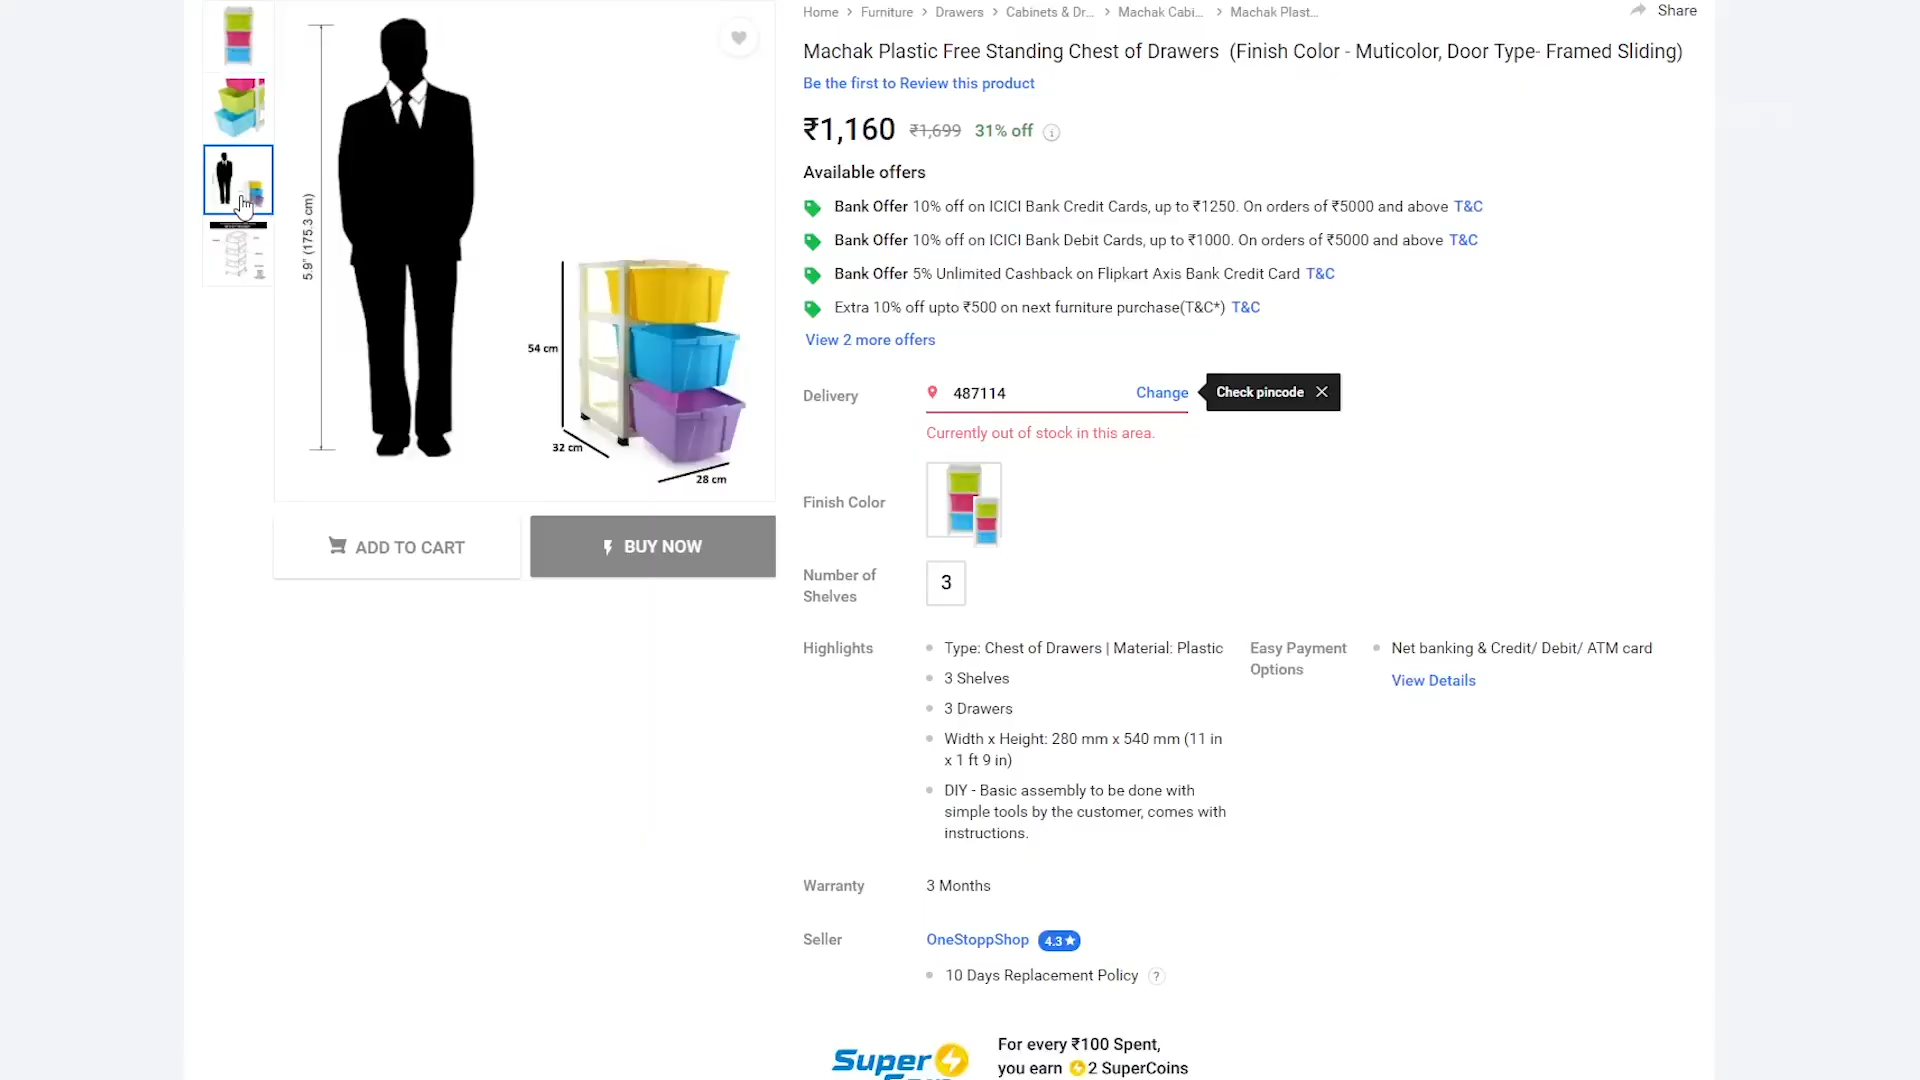 Home > Furniture > Drawers > Cabinets & Dr... > Machak Cabi... > Machak Plast...
Share
Machak Plastic Free Standing Chest of Drawers (Finish Color - Muticolor, Door Type- Framed Sliding)
Be the first to Review this product
₹1,160 ₹1,699 31% off
Available offers
Bank Offer 10% off on ICICI Bank Credit Cards, up to ₹1250. On orders of ₹5000 and above T&C
Bank Offer 10% off on ICICI Bank Debit Cards, up to ₹1000. On orders of ₹5000 and above T&C
Bank Offer 5% Unlimited Cashback on Flipkart Axis Bank Credit Card T&C
Extra 10% off upto ₹500 on next furniture purchase(T&C*) T&C
View 2 more offers
5.9" (175.3 cm)
54 cm
32 cm
28 cm
ADD TO CART
BUY NOW
Delivery
487114
Change
Check pincode
Currently out of stock in this area.
Finish Color
Number of
Shelves
3
Highlights
Type: Chest of Drawers | Material: Plastic
3 Shelves
3 Drawers
Width x Height: 280 mm x 540 mm (11 in
x 1 ft 9 in)
DIY - Basic assembly to be done with
simple tools by the customer, comes with
instructions.
Easy Payment
Options
Net banking & Credit/ Debit/ ATM card
View Details
Warranty
3 Months
Seller
OneStoppShop 4.3★
10 Days Replacement Policy ?
Super
For every ₹100 Spent,
you earn 2 SuperCoins